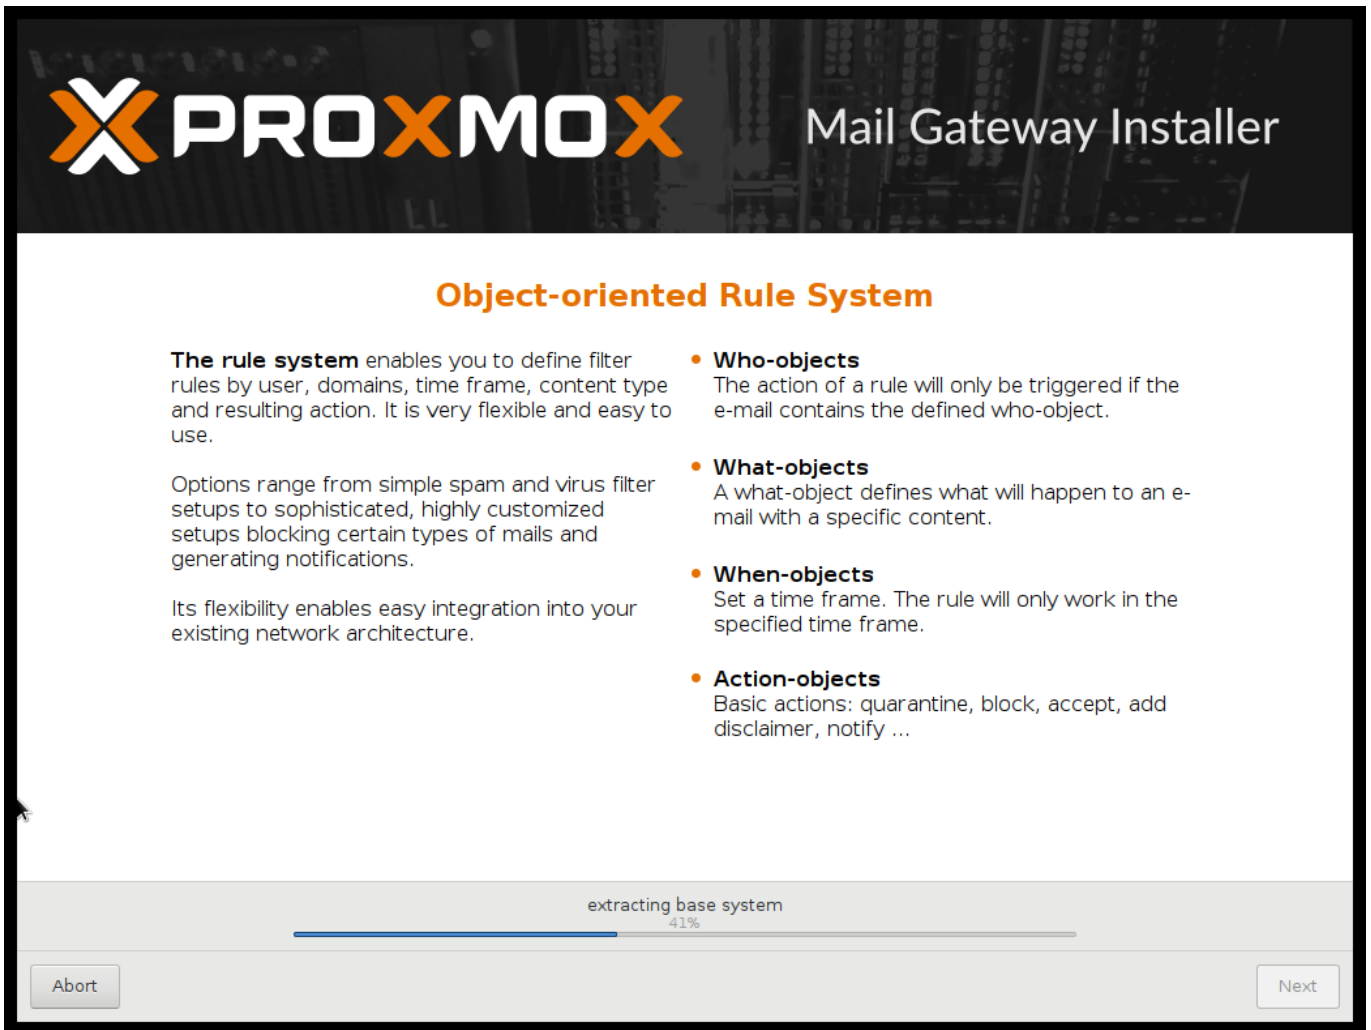 PROXMOX
Mail Gateway Installer
Object-oriented Rule System
The rule system enables you to define filter
rules by user, domains, time frame, content type
and resulting action. It is very flexible and easy to
use.
Options range from simple spam and virus filter
setups to sophisticated, highly customized
setups blocking certain types of mails and
generating notifications.
Its flexibility enables easy integration into your
existing network architecture.
• Who-objects
The action of a rule will only be triggered if the
e-mail contains the defined who-object.
• What-objects
A what-object defines what will happen to an e-
mail with a specific content.
• When-objects
Set a time frame. The rule will only work in the
specified time frame.
• Action-objects
Basic actions: quarantine, block, accept, add
disclaimer, notify ...
extracting base system
41%
Abort
Next